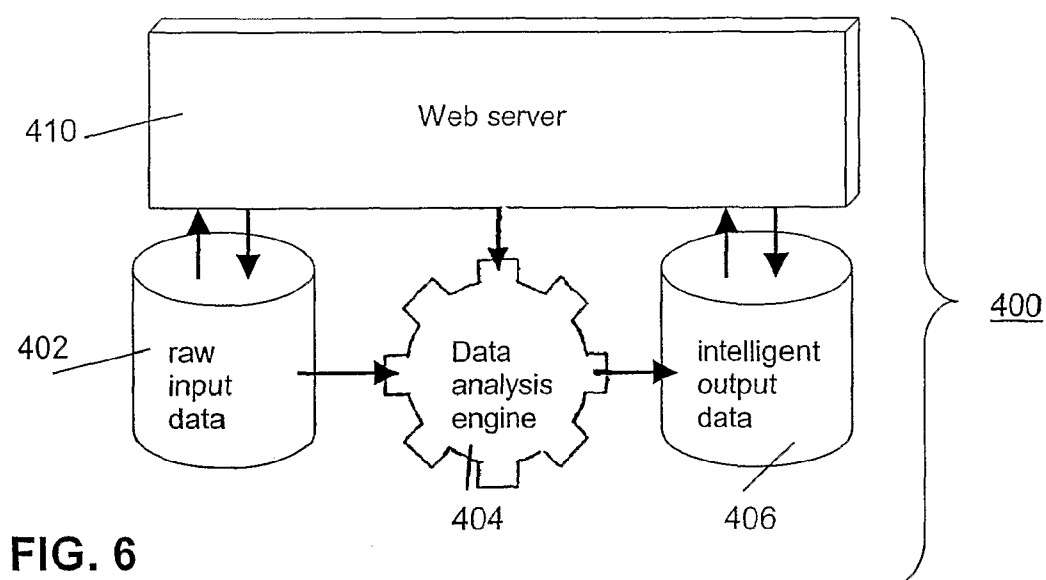 Web server
410
400
402
raw
input
data
Data
analysis
engine
intelligent
output
data
404
406
FIG. 6